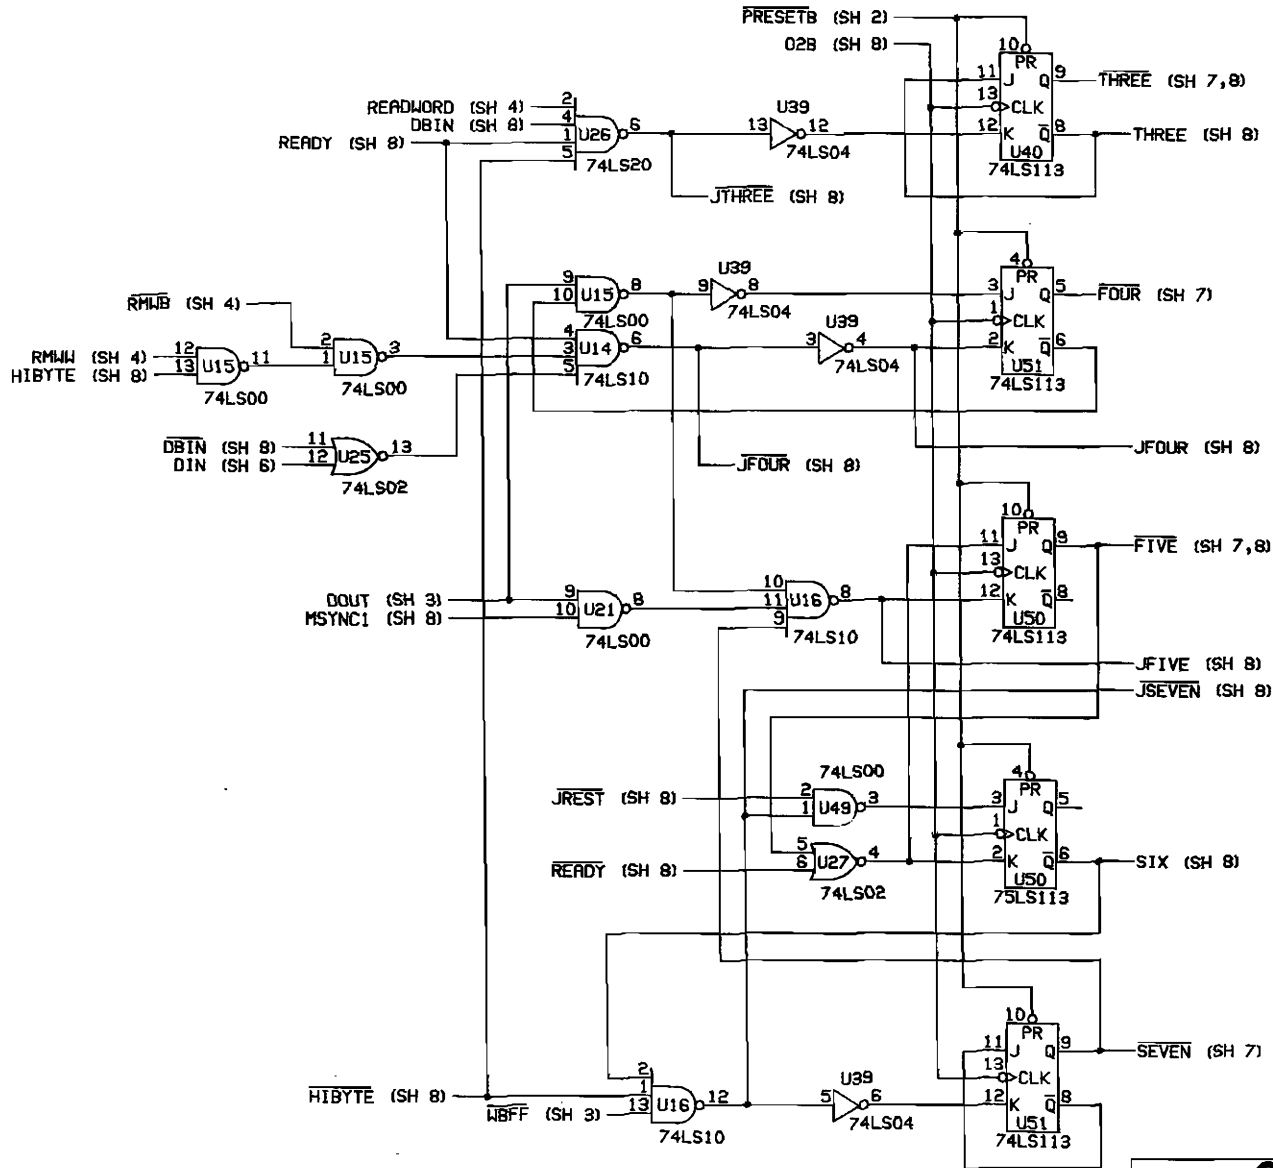 PRESETB (SH 2)
02B (SH 8)
10 PR
11 J Q 9 THREE (SH 7,8)
13 CLK
12 K Q 8 THREE (SH 8)
U40
74LS113
READWORD (SH 4) 2
DBIN (SH 8) 4
READY (SH 8) 1
5
U26 6
74LS20
U39
13 12
74LS04
JTHREE (SH 8)
4 PR
3 J Q 5 FOUR (SH 7)
1 CLK
2 K Q 6
U51
74LS113
9
10 U15 8
74LS00
U39
9 8
74LS04
RMWB (SH 4)
RMWW (SH 4) 12
HIBYTE (SH 8) 13
U15 11
74LS00
2
1 U15 3
74LS00
4
3
5 U14 6
74LS10
U39
3 4
74LS04
DBIN (SH 8) 11
DIN (SH 6) 12
U25 13
74LS02
JFOUR (SH 8)
JFOUR (SH 8)
10 PR
11 J Q 9 FIVE (SH 7,8)
13 CLK
12 K Q 8
U50
74LS113
DOUT (SH 3) 9
MSYNC1 (SH 8) 10
U21 8
74LS00
10
11
9 U16 8
74LS10
JFIVE (SH 8)
JSEVEN (SH 8)
74LS00
JREST (SH 8) 2
1 U49 3
5
READY (SH 8) 6
U27 4
74LS02
4 PR
3 J Q 5
1 CLK
2 K Q 6 SIX (SH 8)
U50
75LS113
10 PR
11 J Q 9 SEVEN (SH 7)
13 CLK
12 K Q 8
U51
74LS113
2
HIBYTE (SH 8) 1
WBFF (SH 3) 13
U16 12
74LS10
U39
5 6
74LS04